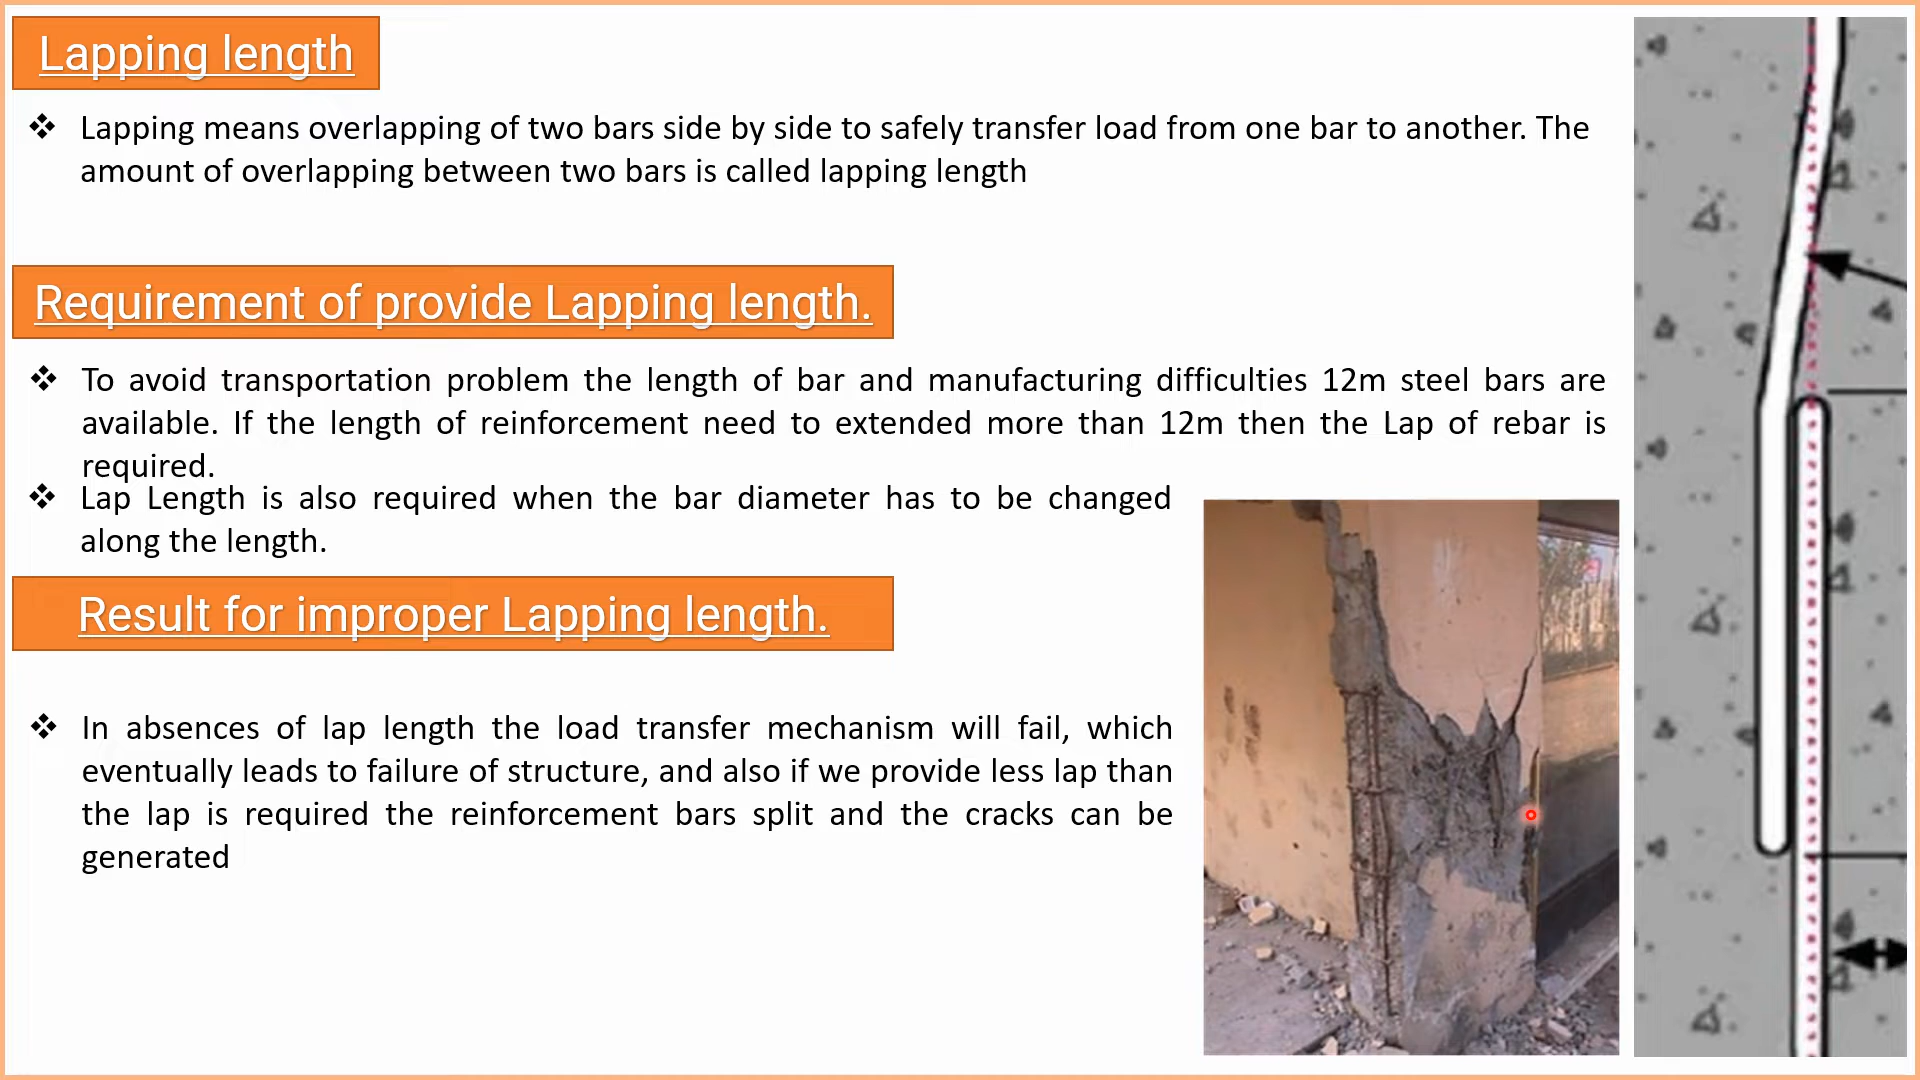 Lapping length
❖ Lapping means overlapping of two bars side by side to safely transfer load from one bar to another. The
amount of overlapping between two bars is called lapping length
Requirement of provide Lapping length.
❖ To avoid transportation problem the length of bar and manufacturing difficulties 12m steel bars are
available. If the length of reinforcement need to extended more than 12m then the Lap of rebar is
required.
❖ Lap Length is also required when the bar diameter has to be changed
along the length.
Result for improper Lapping length.
❖ In absences of lap length the load transfer mechanism will fail, which
eventually leads to failure of structure, and also if we provide less lap than
the lap is required the reinforcement bars split and the cracks can be
generated